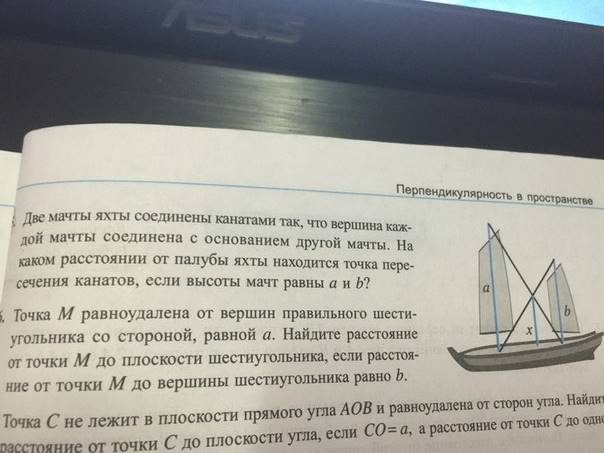 ASUS
Перпендикулярность в пространстве
Две мачты яхты соединены канатами так, что вершина каж-
дой мачты соединена с основанием другой мачты. На
каком расстоянии от палубы яхты находится точка пере-
сечения канатов, если высоты мачт равны a и b?
a
b
x
Точка M равноудалена от вершин правильного шести-
угольника со стороной, равной a. Найдите расстояние
от точки M до плоскости шестиугольника, если расстоя-
ние от точки M до вершины шестиугольника равно b.
Точка C не лежит в плоскости прямого угла AOB и равноудалена от сторон угла. Найдит
расстояние от точки C до плоскости угла, если CO = a, а расстояние от точки C до одн